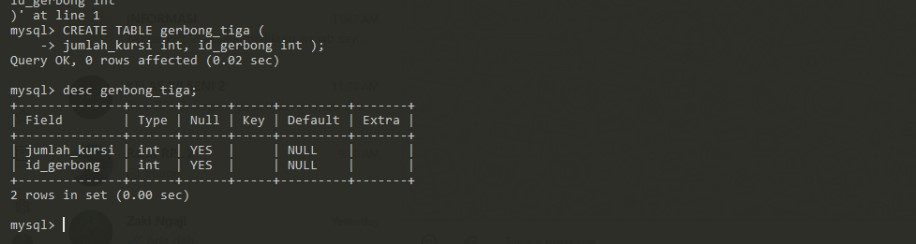 id_gerbong int
)' at line 1
mysql> CREATE TABLE gerbong_tiga (
    -> jumlah_kursi int, id_gerbong int );
Query OK, 0 rows affected (0.02 sec)

mysql> desc gerbong_tiga;
+--------------+------+------+-----+---------+-------+
| Field        | Type | Null | Key | Default | Extra |
+--------------+------+------+-----+---------+-------+
| jumlah_kursi | int  | YES  |     | NULL    |       |
| id_gerbong   | int  | YES  |     | NULL    |       |
+--------------+------+------+-----+---------+-------+
2 rows in set (0.00 sec)

mysql>